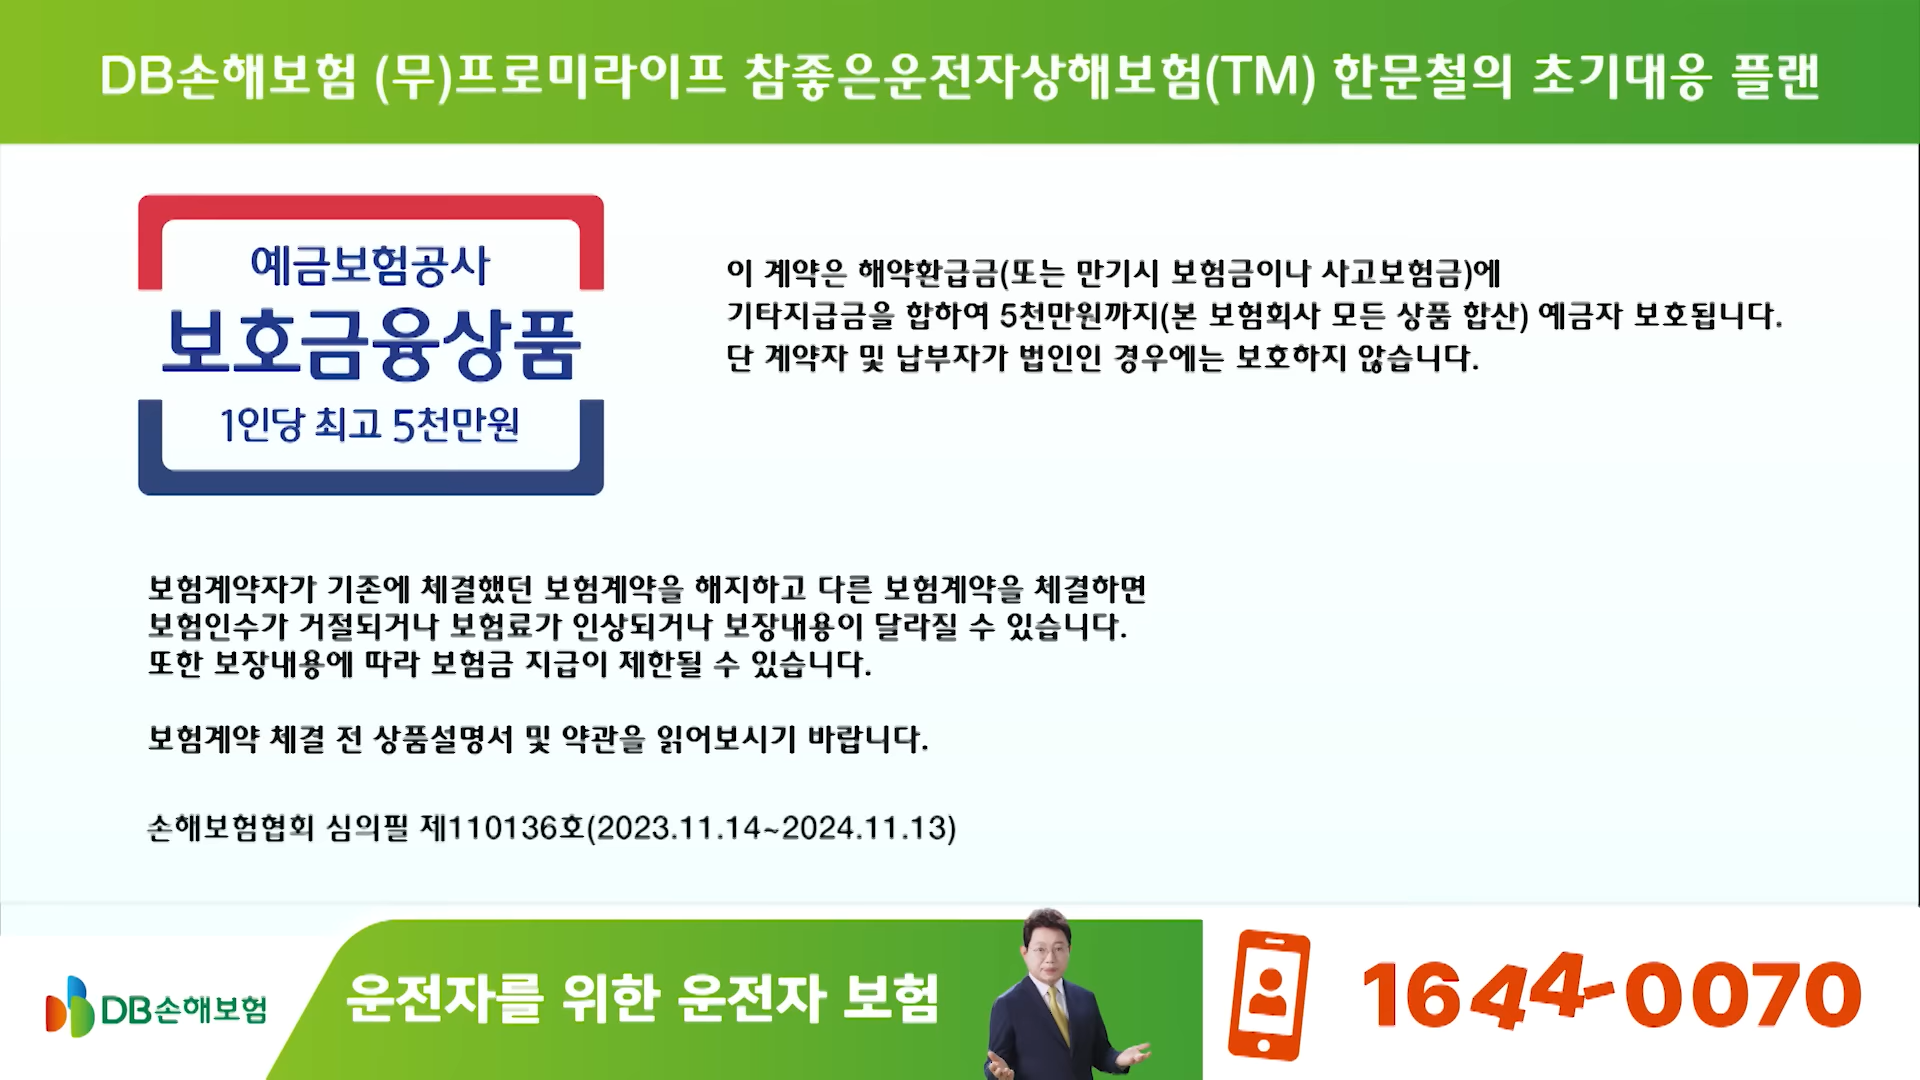 DB손해보험 (무)프로미라이프 참좋은운전자상해보험(TM) 한문철의 초기대응 플랜
예금보험공사
보호금융상품
1인당 최고 5천만원
이 계약은 해약환급금(또는 만기시 보험금이나 사고보험금)에
기타지급금을 합하여 5천만원까지(본 보험회사 모든 상품 합산) 예금자 보호됩니다.
단 계약자 및 납부자가 법인인 경우에는 보호하지 않습니다.
보험계약자가 기존에 체결했던 보험계약을 해지하고 다른 보험계약을 체결하면
보험인수가 거절되거나 보험료가 인상되거나 보장내용이 달라질 수 있습니다.
또한 보장내용에 따라 보험금 지급이 제한될 수 있습니다.
보험계약 체결 전 상품설명서 및 약관을 읽어보시기 바랍니다.
손해보험협회 심의필 제110136호(2023.11.14~2024.11.13)
DB손해보험
운전자를 위한 운전자 보험
1644-0070